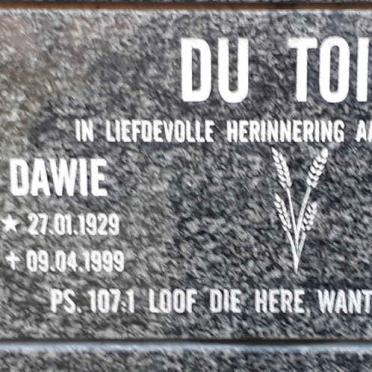 DU TOI
IN LIEFDEVOLLE HERINNERING A
DAWIE
★ 27.01.1929
✝ 09.04.1999
PS. 107:1 LOOF DIE HERE, WANT